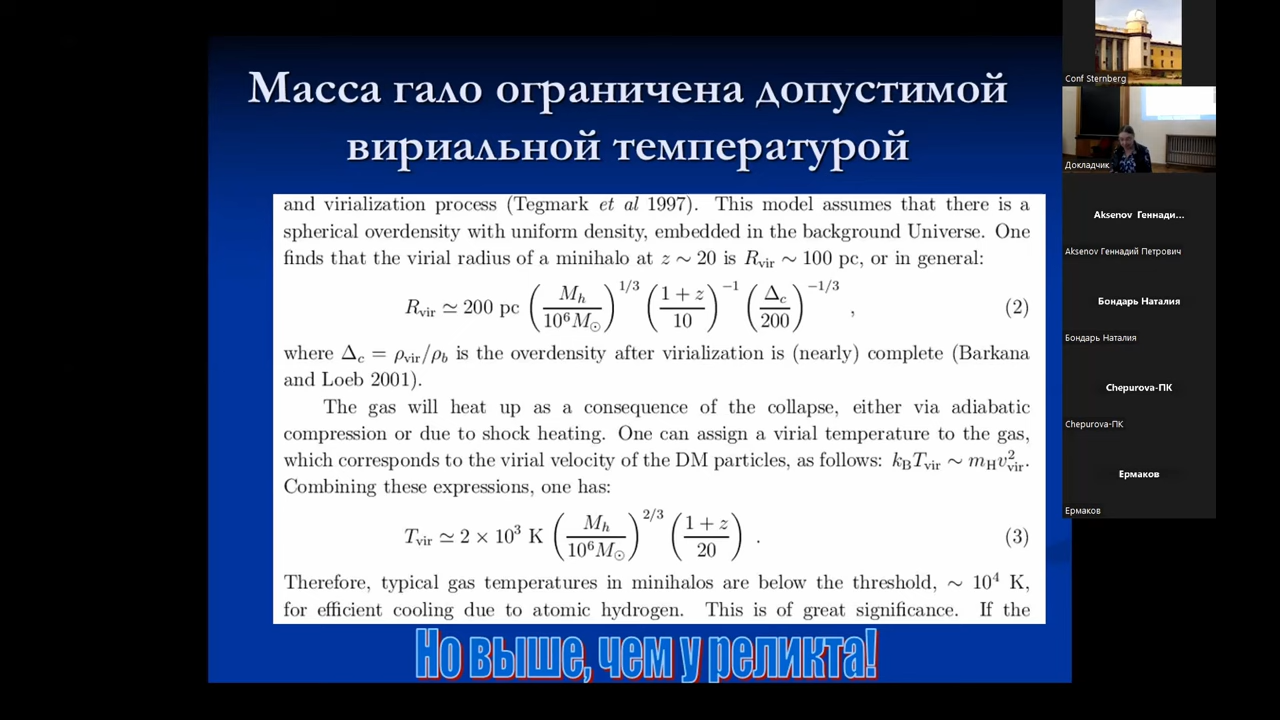 Масса гало ограничена допустимой
вириальной температурой
and virialization process (Tegmark et al 1997). This model assumes that there is a
spherical overdensity with uniform density, embedded in the background Universe. One
finds that the virial radius of a minihalo at z ∼ 20 is R_vir ∼ 100 pc, or in general:
R_vir ≃ 200 pc (M_h / 10^6 M_⊙)^{1/3} ((1 + z) / 10)^{−1} (Δ_c / 200)^{−1/3} , (2)
where Δ_c = ρ_vir/ρ_b is the overdensity after virialization is (nearly) complete (Barkana
and Loeb 2001).
The gas will heat up as a consequence of the collapse, either via adiabatic
compression or due to shock heating. One can assign a virial temperature to the gas,
which corresponds to the virial velocity of the DM particles, as follows: k_B T_vir ∼ m_H v_vir^2.
Combining these expressions, one has:
T_vir ≃ 2 × 10^3 K (M_h / 10^6 M_⊙)^{2/3} ((1 + z) / 20) . (3)
Therefore, typical gas temperatures in minihalos are below the threshold, ∼ 10^4 K,
for efficient cooling due to atomic hydrogen. This is of great significance. If the
Но выше, чем у реликта!
Conf Sternberg
Докладчик
Aksenov Геннади...
Aksenov Геннадий Петрович
Бондарь Наталия
Бондарь Наталия
Chepurova-ПК
Chepurova-ПК
Ермаков
Ермаков